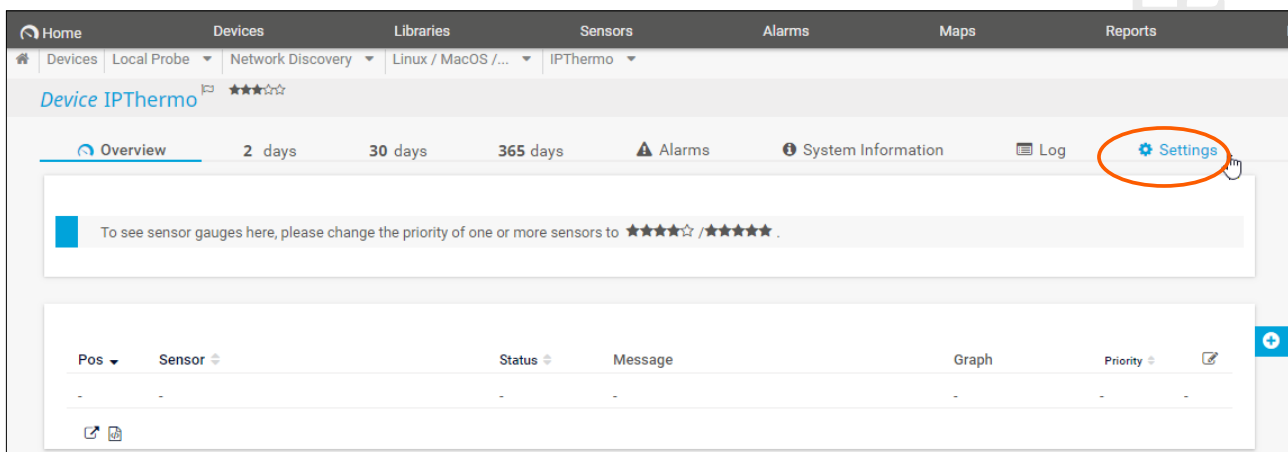 Home Devices Libraries Sensors Alarms Maps Reports
Devices Local Probe Network Discovery Linux / MacOS /... IPThermo
Device IPThermo
Overview 2 days 30 days 365 days Alarms System Information Log Settings
To see sensor gauges here, please change the priority of one or more sensors to ★★★★☆ /★★★★★ .
Pos Sensor Status Message Graph Priority
- - - - - - -